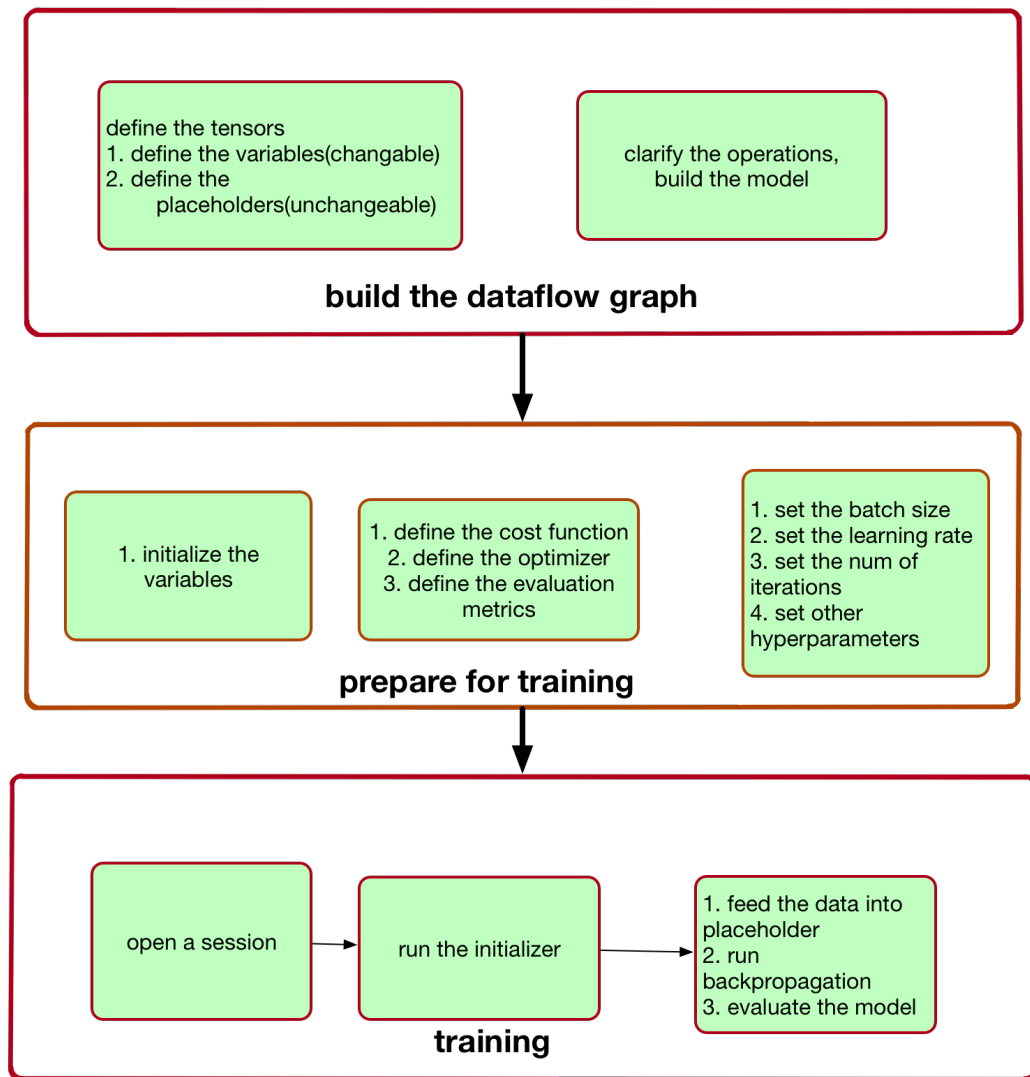 define the tensors
1. define the variables(changable)
2. define the
placeholders(unchangeable)
clarify the operations,
build the model
build the dataflow graph
1. initialize the
variables
1. define the cost function
2. define the optimizer
3. define the evaluation
metrics
1. set the batch size
2. set the learning rate
3. set the num of
iterations
4. set other
hyperparameters
prepare for training
open a session
run the initializer
1. feed the data into
placeholder
2. run
backpropagation
3. evaluate the model
training